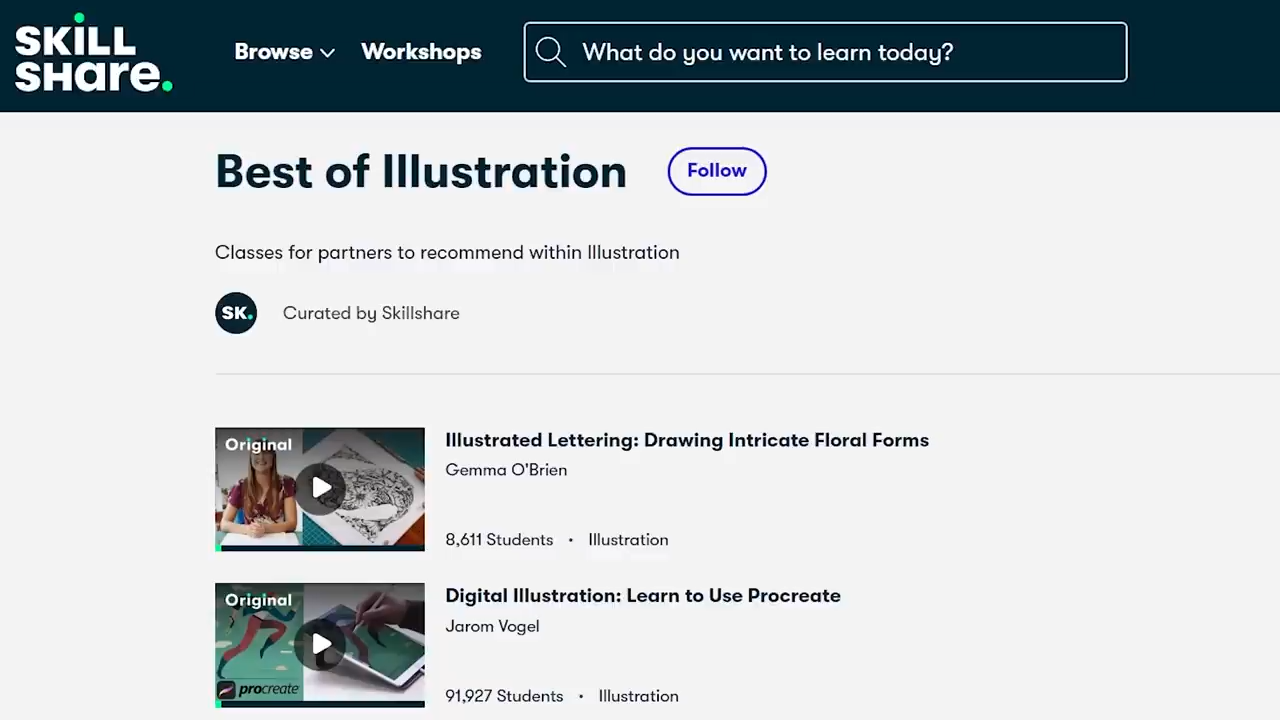 SKILL
SHare.
Browse
Workshops
What do you want to learn today?
Best of Illustration
Follow
Classes for partners to recommend within Illustration
SK.
Curated by Skillshare
Original
Illustrated Lettering: Drawing Intricate Floral Forms
Gemma O'Brien
8,611 Students • Illustration
Original
procreate
Digital Illustration: Learn to Use Procreate
Jarom Vogel
91,927 Students • Illustration